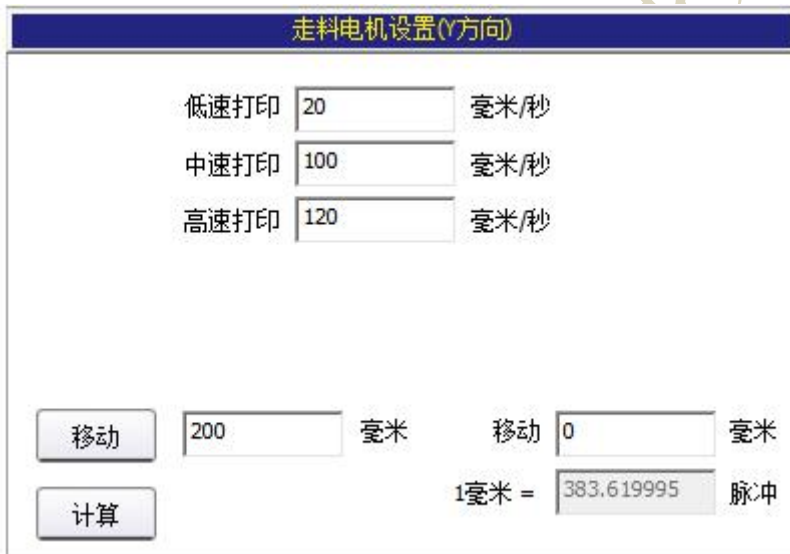 走料电机设置(Y方向)
低速打印 20 毫米/秒
中速打印 100 毫米/秒
高速打印 120 毫米/秒
移动 200 毫米 移动 0 毫米
1毫米 = 383.619995 脉冲
计算